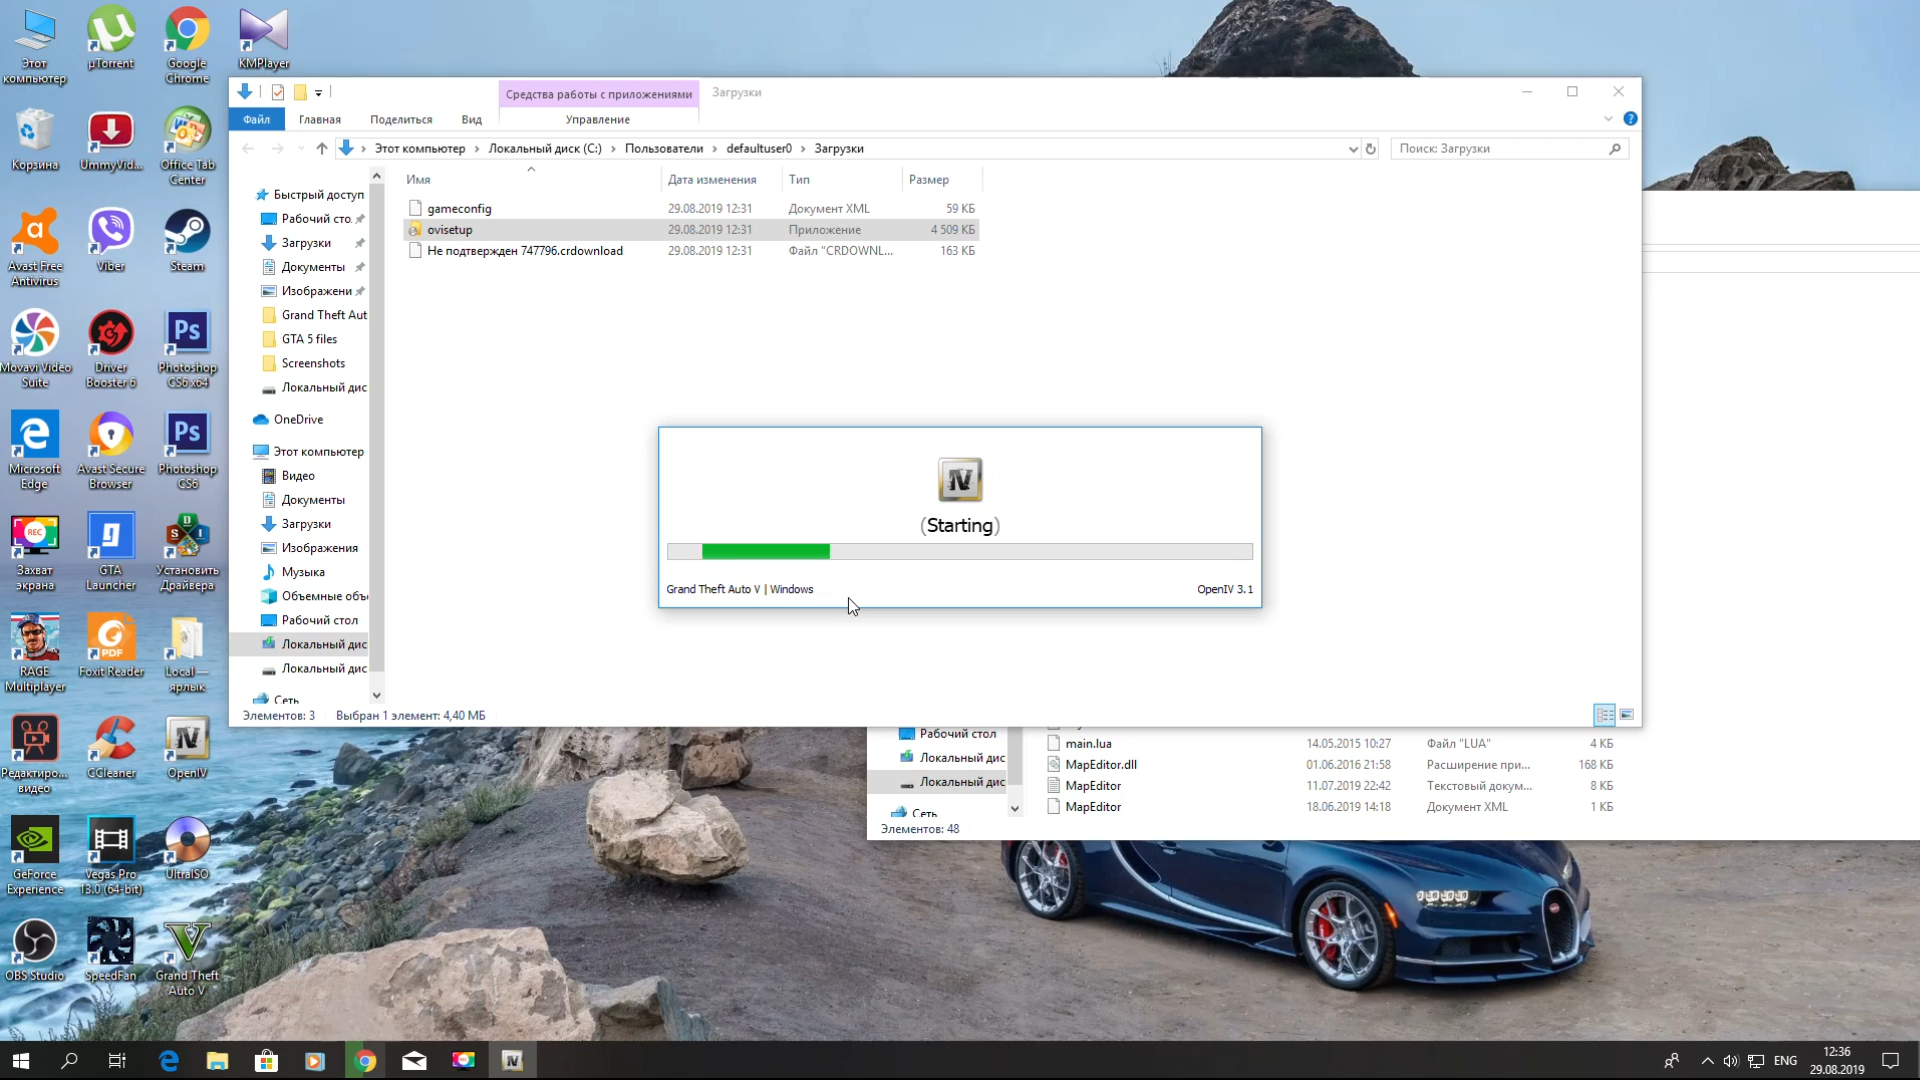 Этот компьютер
µTorrent
Google Chrome
KMPlayer
Корзина
UmmyVid...
Office Tab Center
Avast Free Antivirus
Viber
Steam
Movavi Video Suite
Driver Booster 6
Photoshop CS6 x64
Microsoft Edge
Avast Secure Browser
Photoshop CS6
Захват экрана
GTA Launcher
Установить Драйвера
RAGE Multiplayer
Foxit Reader
Local — ярлык
Редактиро... видео
CCleaner
OpenIV
GeForce Experience
Vegas Pro 13.0 (64-bit)
UltraISO
OBS Studio
SpeedFan
Grand Theft Auto V
Средства работы с приложениями
Загрузки
Файл
Главная
Поделиться
Вид
Управление
Этот компьютер
Локальный диск (C:)
Пользователи
defaultuser0
Загрузки
Поиск: Загрузки
Имя
Дата изменения
Тип
Размер
gameconfig 29.08.2019 12:31 Документ XML 59 КБ
ovisetup 29.08.2019 12:31 Приложение 4 509 КБ
Не подтвержден 747796.crdownload 29.08.2019 12:31 Файл "CRDOWNL... 163 КБ
Быстрый доступ
Рабочий сто
Загрузки
Документы
Изображени
Grand Theft Aut
GTA 5 files
Screenshots
Локальный дис
OneDrive
Этот компьютер
Видео
Документы
Загрузки
Изображения
Музыка
Объемные объ
Рабочий стол
Локальный дис
Локальный дис
Сеть
Элементов: 3
Выбран 1 элемент: 4,40 МБ
IV
(Starting)
Grand Theft Auto V | Windows
OpenIV 3.1
Рабочий стол
Локальный дис
Локальный дис
Сеть
Элементов: 48
main.lua 14.05.2015 10:27 Файл "LUA" 4 КБ
MapEditor.dll 01.06.2016 21:58 Расширение при... 168 КБ
MapEditor 11.07.2019 22:42 Текстовый докум... 8 КБ
MapEditor 18.06.2019 14:18 Документ XML 1 КБ
ENG
12:36
29.08.2019